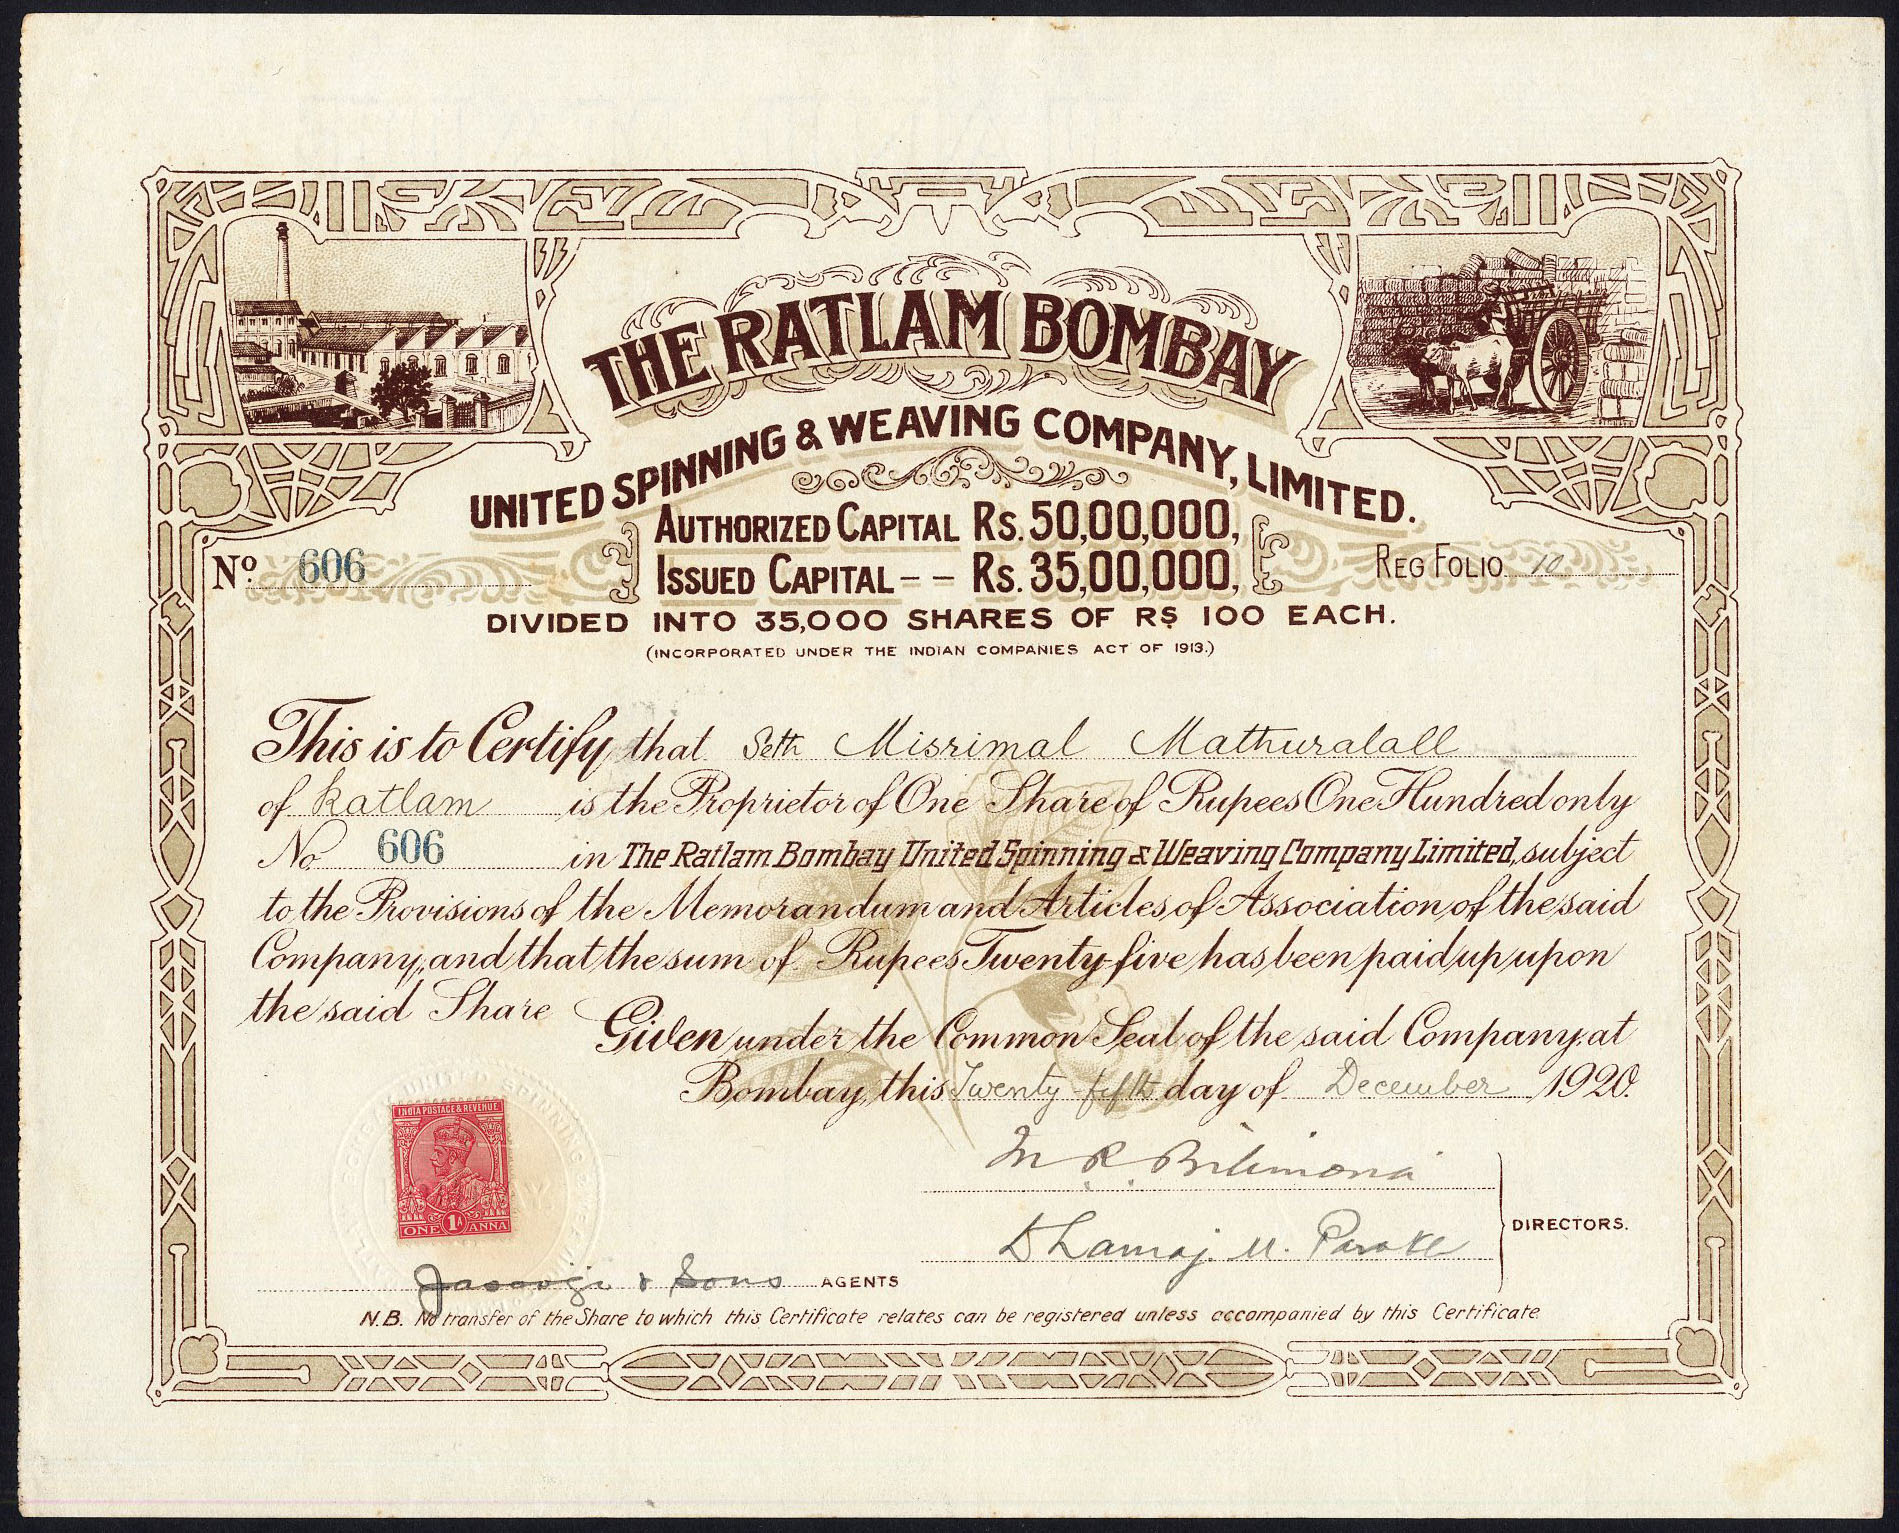 THE RATLAM BOMBAY
UNITED SPINNING & WEAVING COMPANY, LIMITED.
AUTHORIZED CAPITAL Rs. 50,00,000,
No 606
ISSUED CAPITAL – – Rs. 35,00,000,
REG FOLIO 10
DIVIDED INTO 35,000 SHARES OF RS 100 EACH.
(INCORPORATED UNDER THE INDIAN COMPANIES ACT OF 1913.)
This is to Certify that Seth Misrimal Mathuralall
of Ratlam is the Proprietor of One Share of Rupees One Hundred only
No 606 in The Ratlam Bombay United Spinning & Weaving Company Limited, subject
to the Provisions of the Memorandum and Articles of Association, of the said
Company, and that the sum of Rupees Twenty-five has been paid up upon
the said Share
Given under the Common Seal of the said Company, at
Bombay, this Twenty fifth day of December 1920.
UNITED SPINNING
INDIA POSTAGE & REVENUE
ONE 1A ANNA
M. R. Bilimoria
DIRECTORS.
& Sons AGENTS
N.B. No transfer of the Share to which this Certificate relates can be registered unless accompanied by this Certificate.